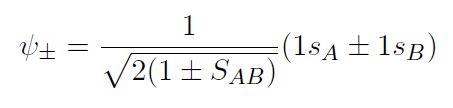 ψ± = 1/√(2(1 ± S_AB)) (1s_A ± 1s_B)